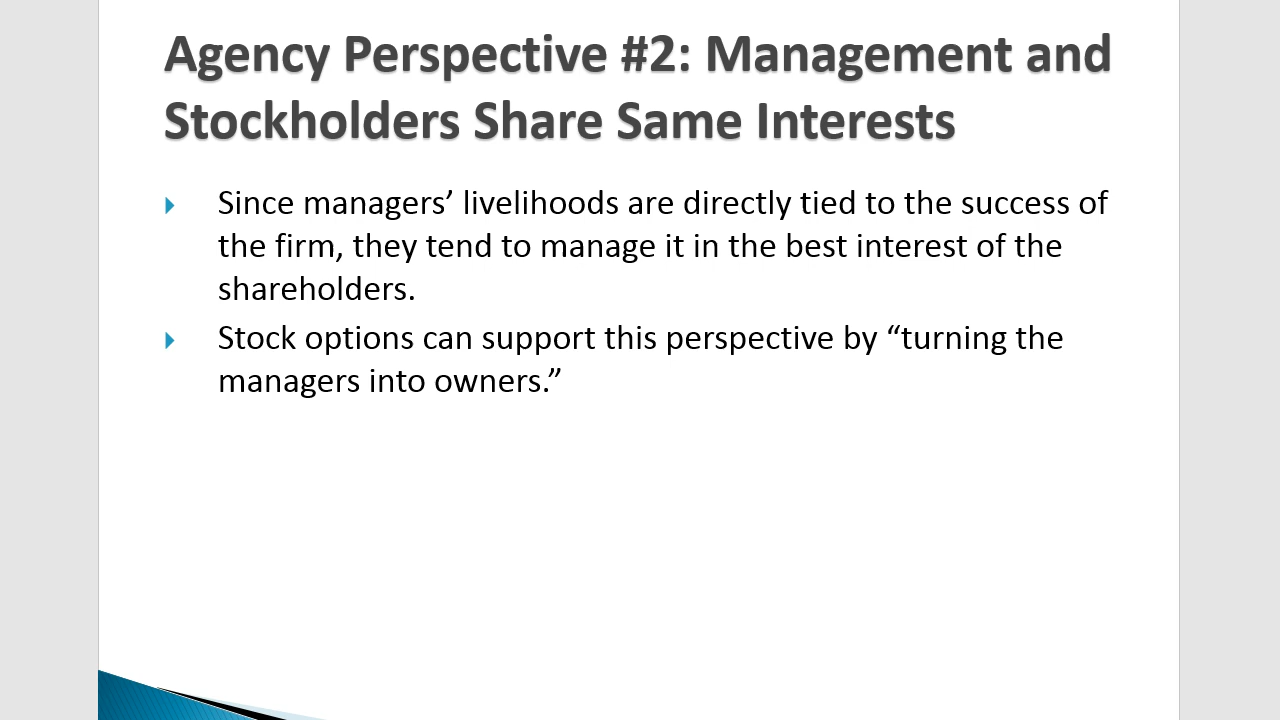 Agency Perspective #2: Management and
Stockholders Share Same Interests
Since managers’ livelihoods are directly tied to the success of
the firm, they tend to manage it in the best interest of the
shareholders.
Stock options can support this perspective by “turning the
managers into owners.”